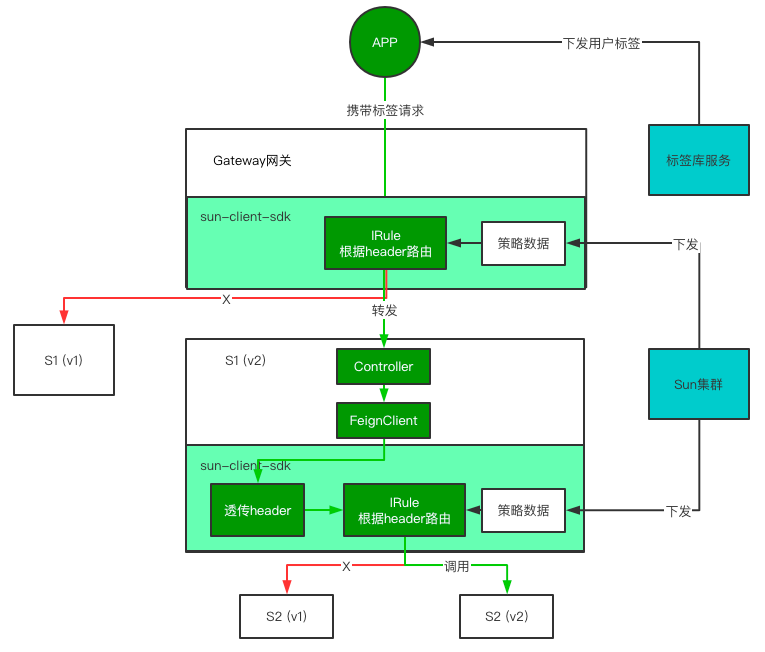 APP
下发用户标签
携带标签请求
Gateway网关
标签库服务
sun-client-sdk
IRule
根据header路由
策略数据
下发
X
转发
S1 (v1)
S1 (v2)
Controller
Sun集群
FeignClient
sun-client-sdk
透传header
IRule
根据header路由
策略数据
下发
X
调用
S2 (v1)
S2 (v2)